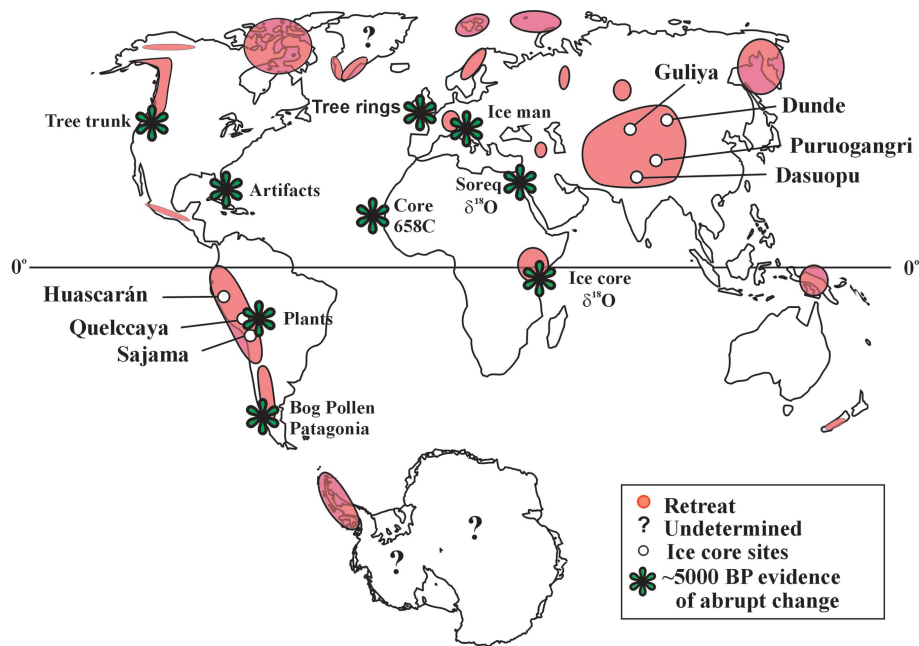 ?
Guliya
Tree rings
Ice man
Dunde
Tree trunk
Puruogangri
Artifacts
Core
658C
Soreq
δ¹⁸O
Dasuopu
0º
0º
Huascarán
Ice core
δ¹⁸O
Quelccaya
Plants
Sajama
Bog Pollen
Patagonia
?
?
Retreat
? Undetermined
Ice core sites
~5000 BP evidence
of abrupt change